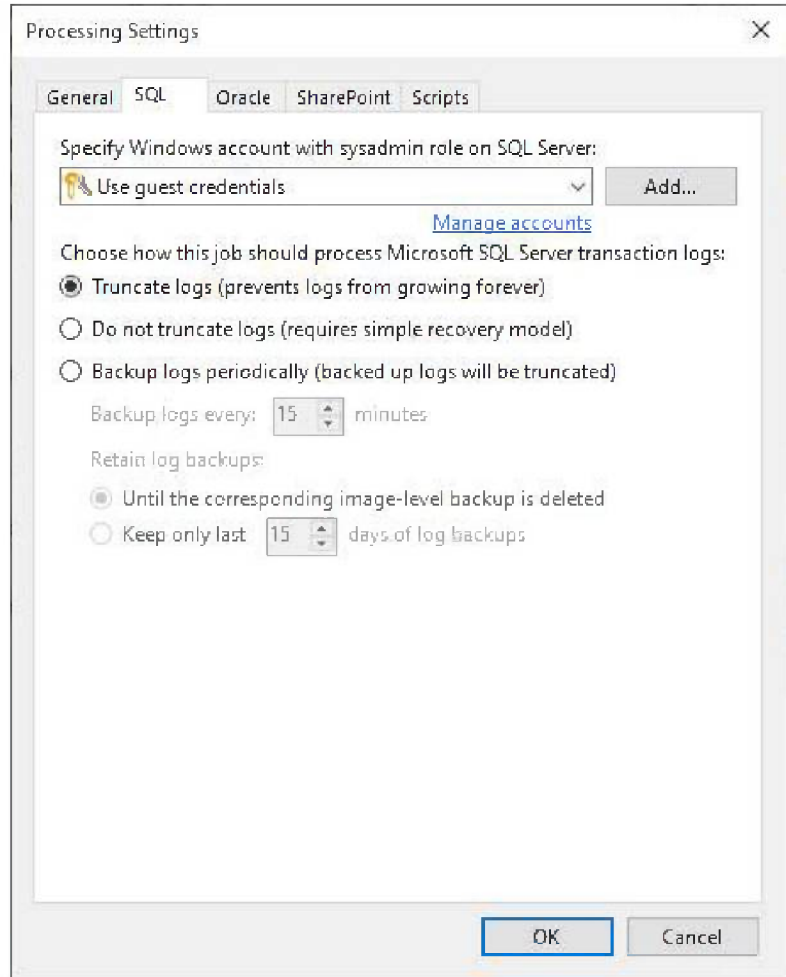 Processing Settings
General SQL Oracle SharePoint Scripts
Specify Windows account with sysadmin role on SQL Server:
Use guest credentials Add...
Manage accounts
Choose how this job should process Microsoft SQL Server transaction logs:
Truncate logs (prevents logs from growing forever)
Do not truncate logs (requires simple recovery model)
Backup logs periodically (backed up logs will be truncated)
Backup logs every: 15 minutes
Retain log backups:
Until the corresponding image-level backup is deleted
Keep only last 15 days of log backups
OK Cancel